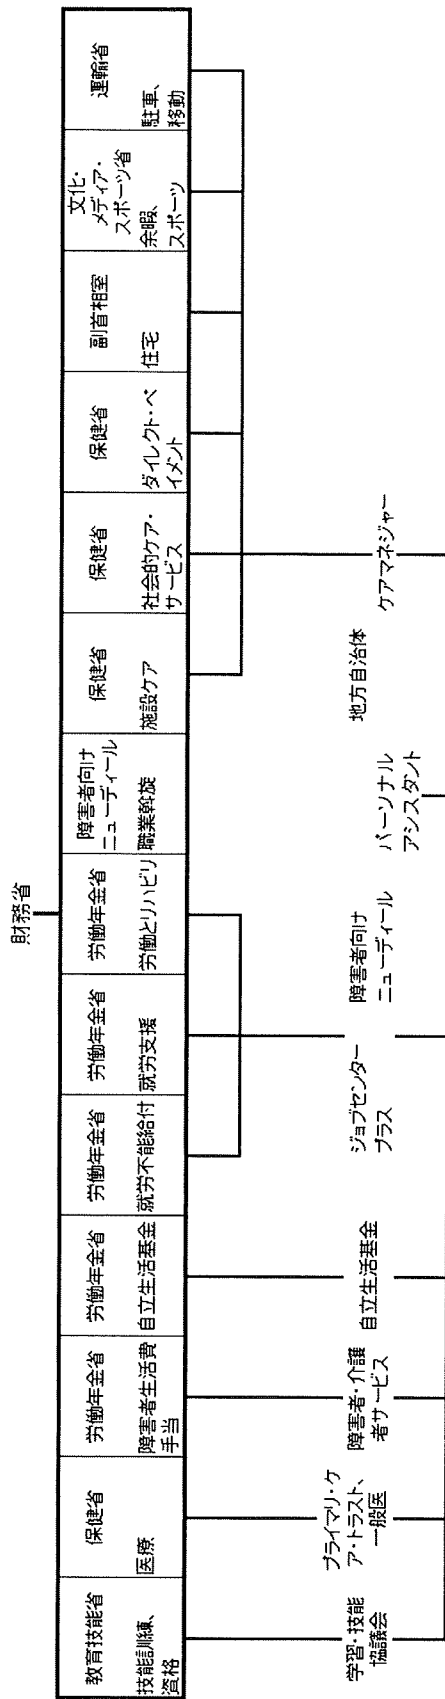 財務省
教育技能省
技能訓練、
資格
保健省
医療
労働年金省
障害者生活費
手当
労働年金省
自立生活基金
労働年金省
就労不能給付
労働年金省
就労支援
労働年金省
労働とリハビリ
障害者向け
ニューディール
職業斡旋
保健省
施設ケア
保健省
社会的ケア・
サービス
保健省
ダイレクト・ペ
イメント
副首相室
住宅
文化・
メディア・
スポーツ省
余暇、
スポーツ
運輸省
駐車、
移動
学習・技能
協議会
プライマリ・ケ
ア・トラスト、
一般医
障害者・介護
者サービス
自立生活基金
ジョブセンター
プラス
障害者向け
ニューディール
パーソナル
アシスタント
地方自治体
ケアマネジャー